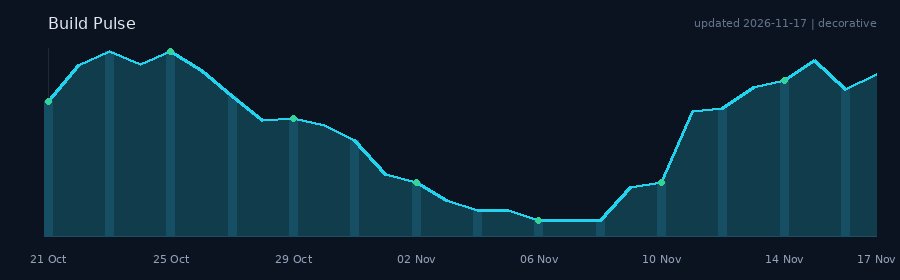 Build Pulse
updated 2026-11-17 | decorative
21 Oct 25 Oct 29 Oct 02 Nov 06 Nov 10 Nov 14 Nov 17 Nov